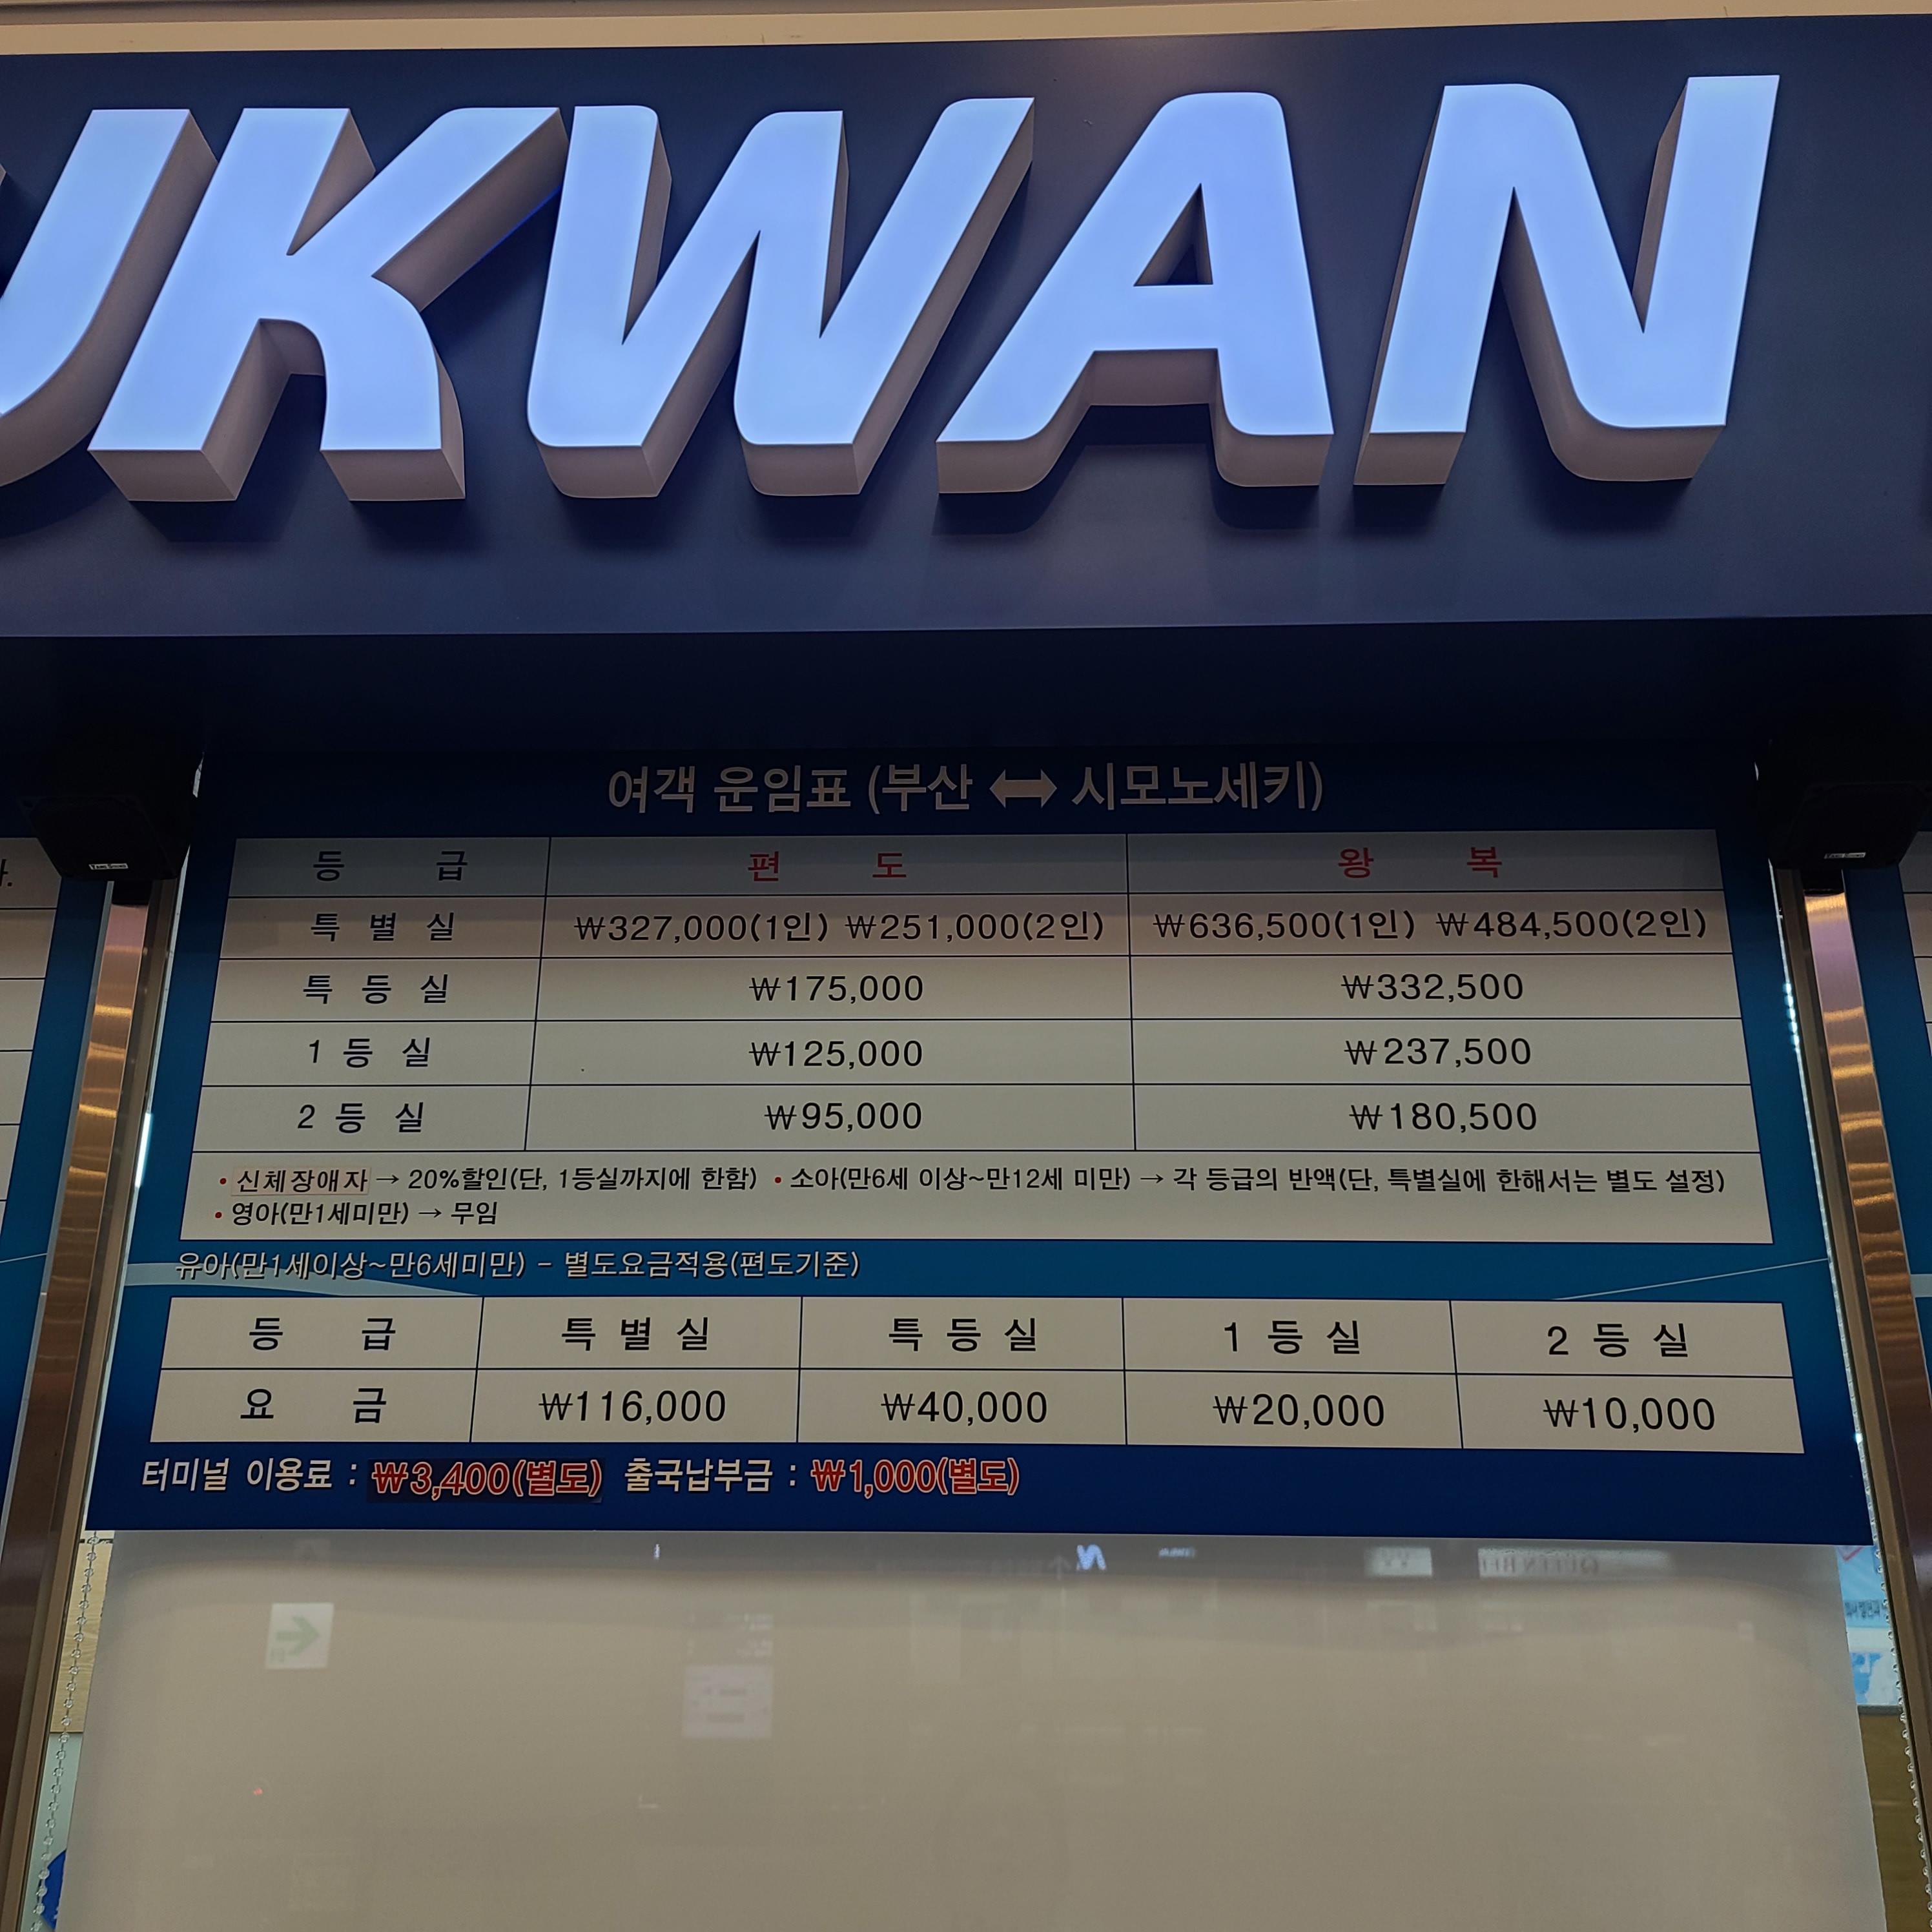 UKWAN
여객 운임표 (부산 ⟷ 시모노세키)
등 급 편 도 왕 복
특 별 실 ₩327,000(1인) ₩251,000(2인) ₩636,500(1인) ₩484,500(2인)
특 등 실 ₩175,000 ₩332,500
1 등 실 ₩125,000 ₩237,500
2 등 실 ₩95,000 ₩180,500
• 신체장애자 → 20%할인(단, 1등실까지에 한함) • 소아(만6세 이상~만12세 미만) → 각 등급의 반액(단, 특별실에 한해서는 별도 설정)
• 영아(만1세미만) → 무임
유아(만1세이상~만6세미만) - 별도요금적용(편도기준)
등 급 특 별 실 특 등 실 1 등 실 2 등 실
요 금 ₩116,000 ₩40,000 ₩20,000 ₩10,000
터미널 이용료 : ₩3,400(별도) 출국납부금 : ₩1,000(별도)